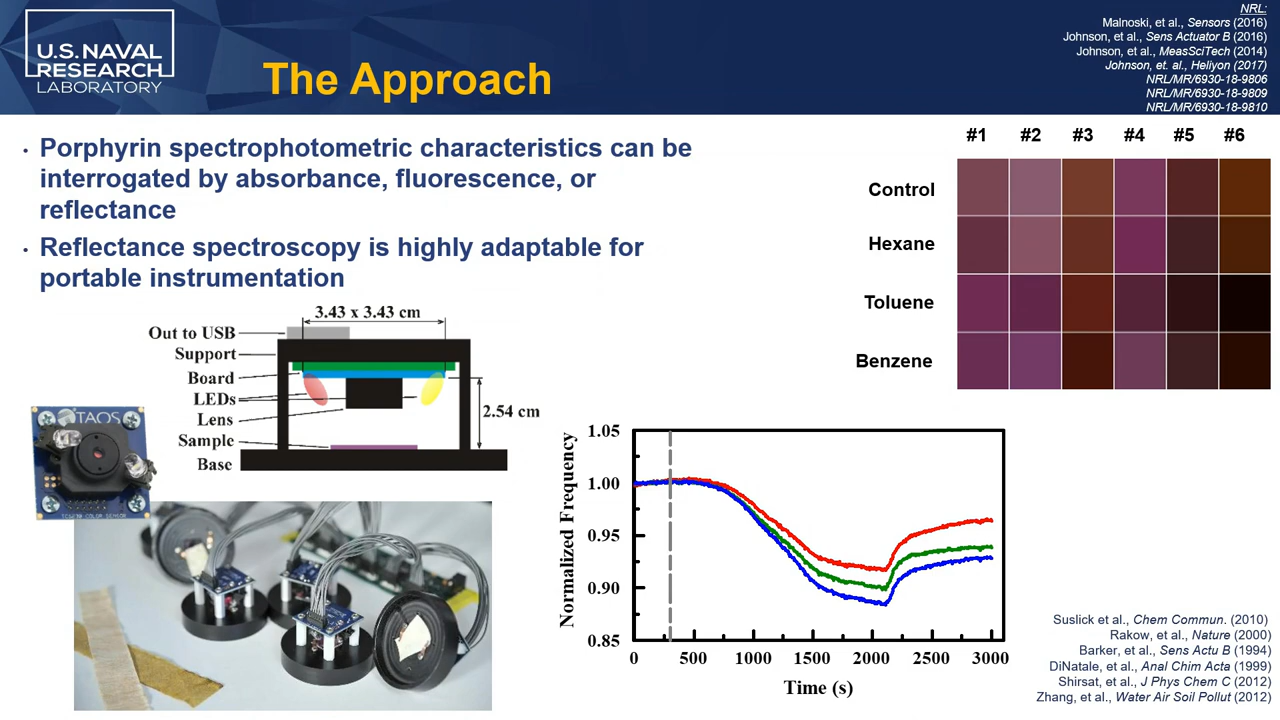 U.S. NAVAL
RESEARCH
LABORATORY
The Approach
NRL:
Malnoski, et al., Sensors (2016)
Johnson, et al., Sens Actuator B (2016)
Johnson, et al., MeasSciTech (2014)
Johnson, et. al., Heliyon (2017)
NRL/MR/6930-18-9806
NRL/MR/6930-18-9809
NRL/MR/6930-18-9810
• Porphyrin spectrophotometric characteristics can be
interrogated by absorbance, fluorescence, or
reflectance
• Reflectance spectroscopy is highly adaptable for
portable instrumentation
#1 #2 #3 #4 #5 #6
Control
Hexane
Toluene
Benzene
3.43 x 3.43 cm
Out to USB
Support
Board
LEDs
Lens
Sample
Base
2.54 cm
TAOS
Normalized Frequency
1.05
1.00
0.95
0.90
0.85
0 500 1000 1500 2000 2500 3000
Time (s)
Suslick et al., Chem Commun. (2010)
Rakow, et al., Nature (2000)
Barker, et al., Sens Actu B (1994)
DiNatale, et al., Anal Chim Acta (1999)
Shirsat, et al., J Phys Chem C (2012)
Zhang, et al., Water Air Soil Pollut (2012)